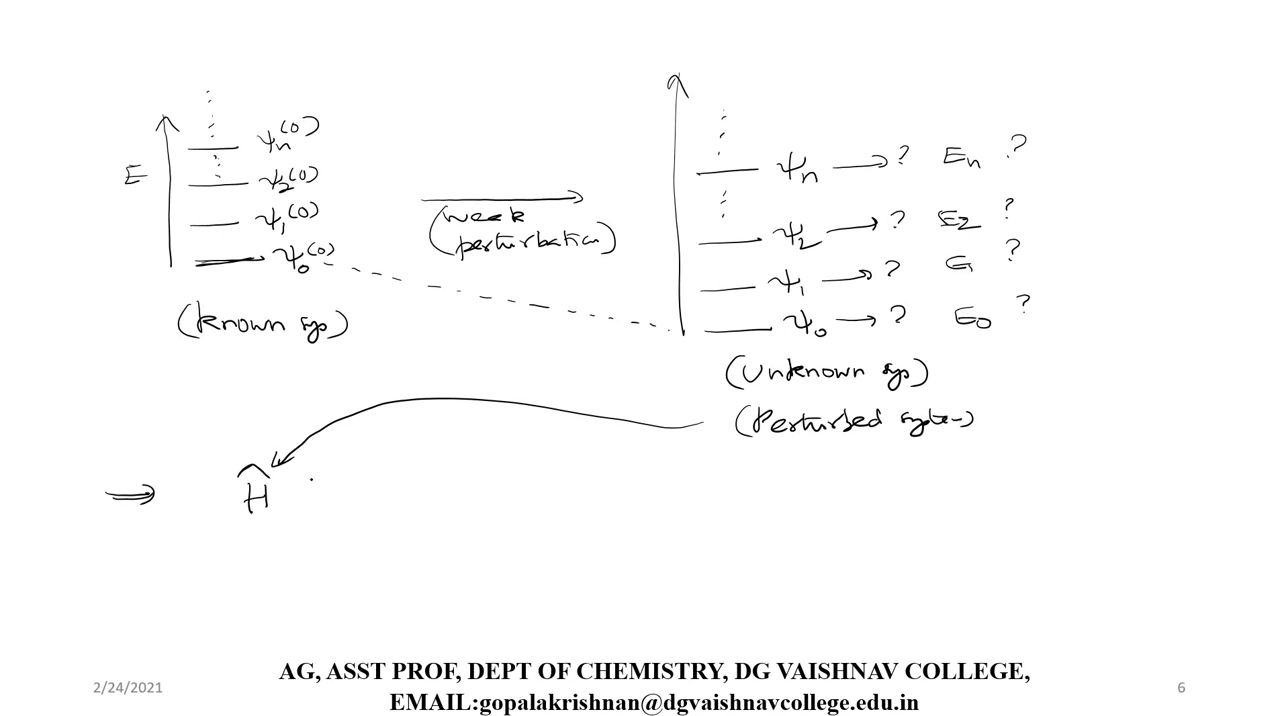 E
ψn(0)
ψ2(0)
ψ1(0)
ψ0(0)
(Known sys)
(week
perturbation)
ψn → ? En ?
ψ2 → ? E2 ?
ψ1 → ? E1 ?
ψ0 → ? E0 ?
(Unknown sys)
(Perturbed system)
⇒ Ĥ
AG, ASST PROF, DEPT OF CHEMISTRY, DG VAISHNAV COLLEGE,
EMAIL:gopalakrishnan@dgvaishnavcollege.edu.in
2/24/2021
6